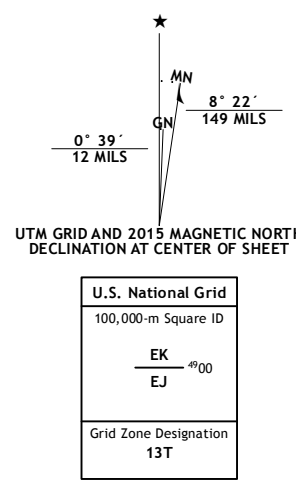 MN
8° 22´
149 MILS
GN
0° 39´
12 MILS
UTM GRID AND 2015 MAGNETIC NORTH
DECLINATION AT CENTER OF SHEET
U.S. National Grid
100,000-m Square ID
EK
4900
EJ
Grid Zone Designation
13T